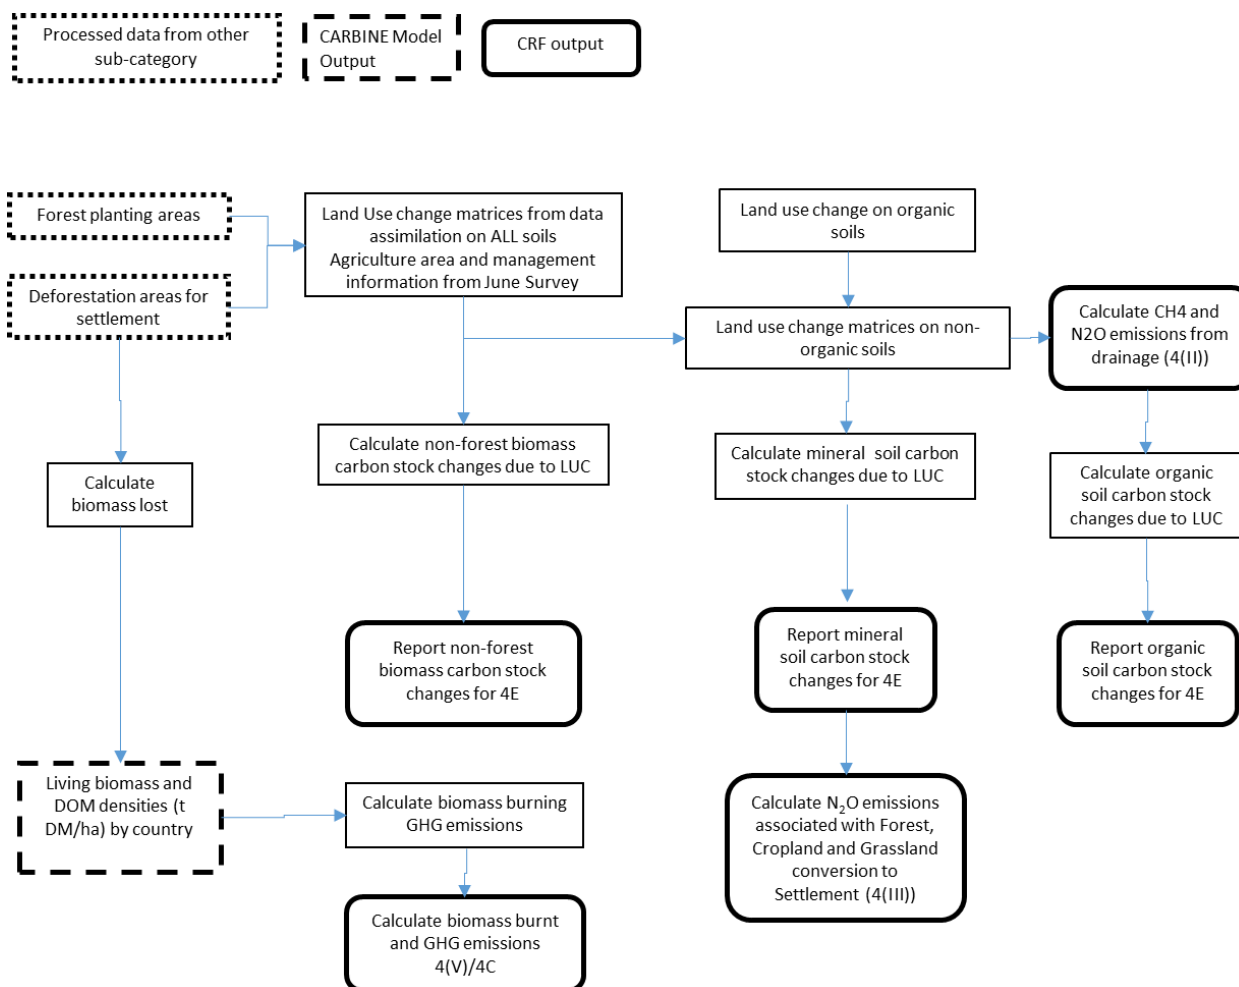 Processed data from other
sub-category
CARBINE Model
Output
CRF output
Forest planting areas
Deforestation areas for
settlement
Land Use change matrices from data
assimilation on ALL soils
Agriculture area and management
information from June Survey
Land use change on organic
soils
Land use change matrices on non-
organic soils
Calculate CH4 and
N2O emissions from
drainage (4(II))
Calculate
biomass lost
Calculate non-forest biomass
carbon stock changes due to LUC
Calculate mineral  soil carbon
stock changes due to LUC
Calculate organic
soil carbon stock
changes due to LUC
Report non-forest
biomass carbon stock
changes for 4E
Report mineral
soil carbon stock
changes for 4E
Report organic
soil carbon stock
changes for 4E
Living biomass and
DOM densities (t
DM/ha) by country
Calculate biomass burning
GHG emissions
Calculate N₂O emissions
associated with Forest,
Cropland and Grassland
conversion to
Settlement (4(III))
Calculate biomass burnt
and GHG emissions
4(V)/4C